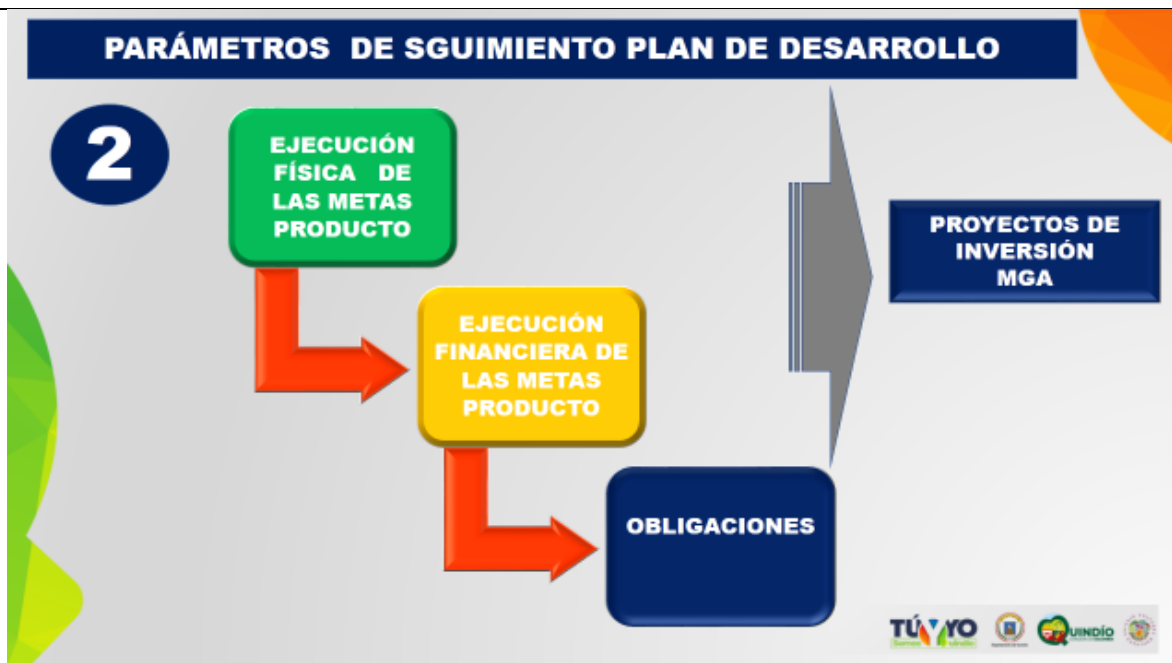 PARÁMETROS DE SGUIMIENTO PLAN DE DESARROLLO
2
EJECUCIÓN
FÍSICA DE
LAS METAS
PRODUCTO
EJECUCIÓN
FINANCIERA DE
LAS METAS
PRODUCTO
OBLIGACIONES
PROYECTOS DE
INVERSIÓN
MGA
TÚ Y YO
QUINDÍO